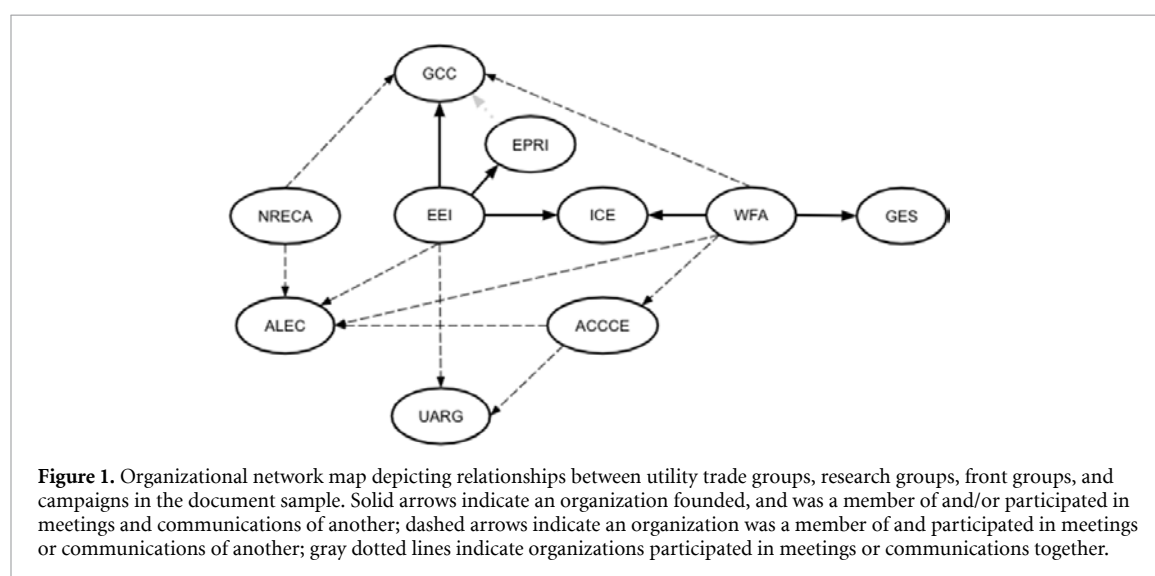 GCC
EPRI
NRECA
EEI
ICE
WFA
GES
ALEC
ACCCE
UARG
Figure 1. Organizational network map depicting relationships between utility trade groups, research groups, front groups, and
campaigns in the document sample. Solid arrows indicate an organization founded, and was a member of and/or participated in
meetings and communications of another; dashed arrows indicate an organization was a member of and participated in meetings
or communications of another; gray dotted lines indicate organizations participated in meetings or communications together.